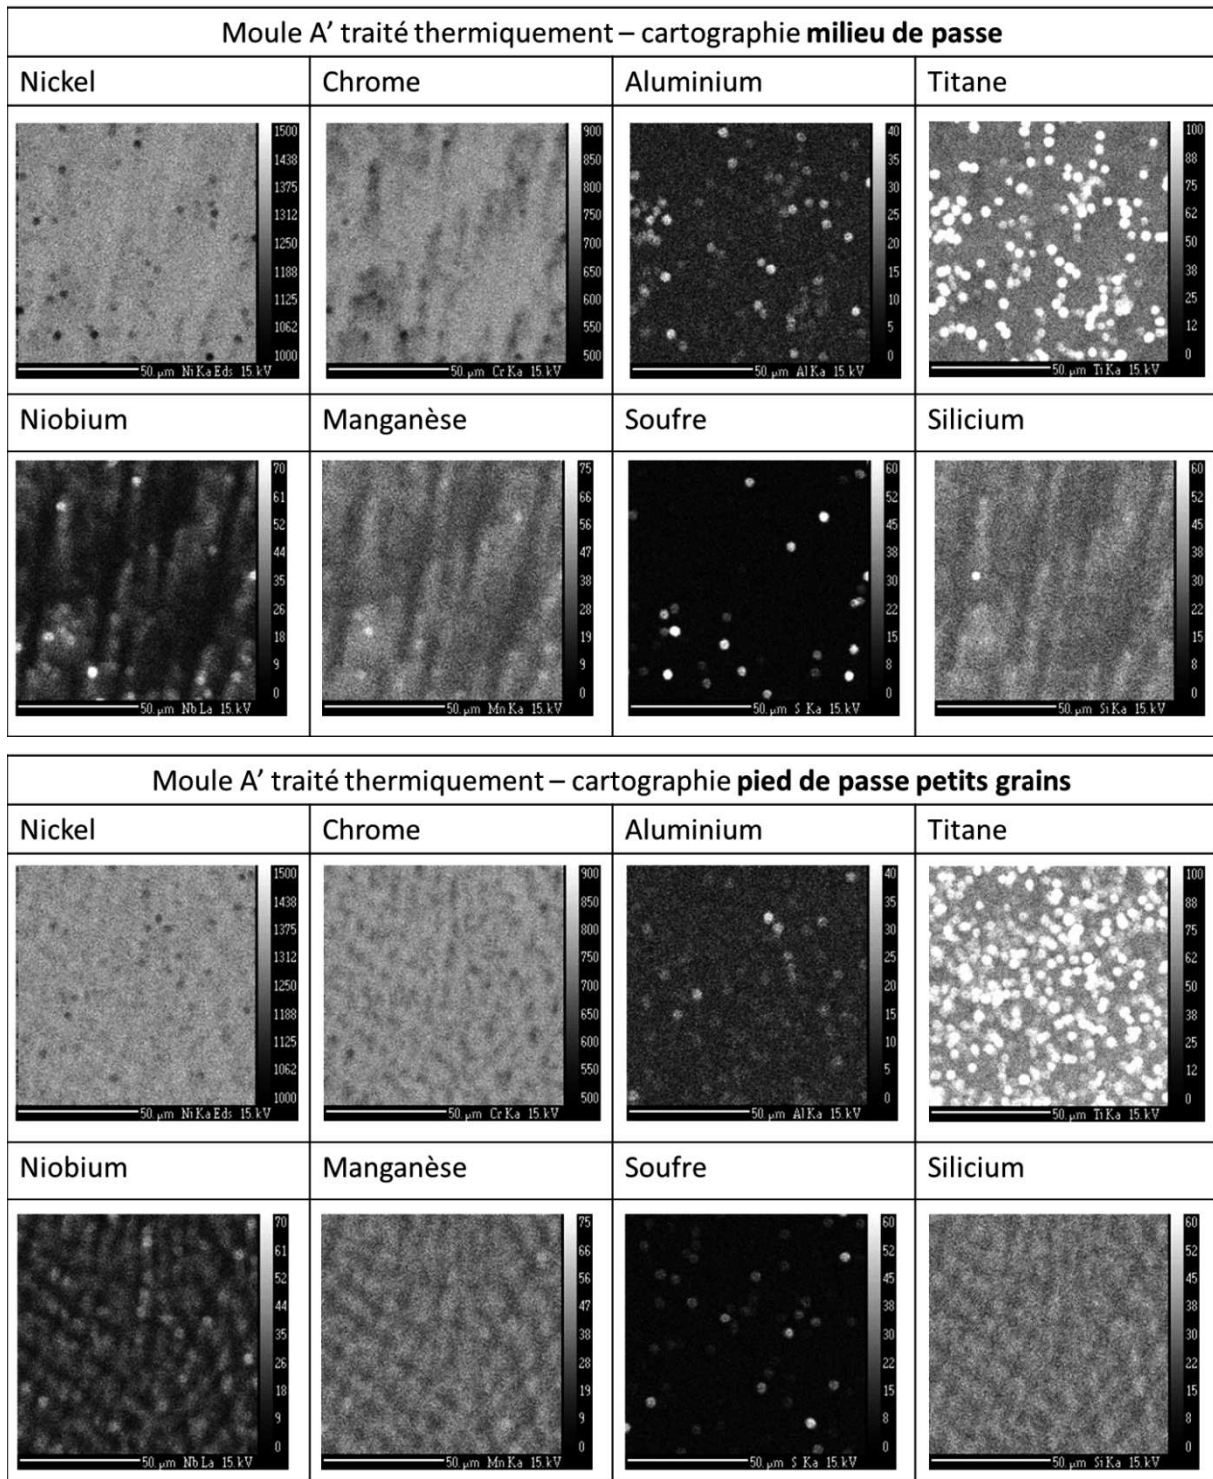 Moule A’ traité thermiquement – cartographie milieu de passe
Nickel Chrome Aluminium Titane
1500 1438 1375 1312 1250 1188 1125 1062 1000
50. µm Ni Ka Eds 15. kV
900 850 800 750 700 650 600 550 500
50. µm Cr Ka 15. kV
40 35 30 25 20 15 10 5 0
50. µm Al Ka 15. kV
100 88 75 62 50 38 25 12 0
50. µm Ti Ka 15. kV
Niobium Manganèse Soufre Silicium
70 61 52 44 35 26 18 9 0
50. µm Nb La 15. kV
75 66 56 47 38 28 19 9 0
50. µm Mn Ka 15. kV
60 52 45 38 30 22 15 8 0
50. µm S Ka 15. kV
60 52 45 38 30 22 15 8 0
50. µm Si Ka 15. kV
Moule A’ traité thermiquement – cartographie pied de passe petits grains
Nickel Chrome Aluminium Titane
1500 1438 1375 1312 1250 1188 1125 1062 1000
50. µm Ni Ka Eds 15. kV
900 850 800 750 700 650 600 550 500
50. µm Cr Ka 15. kV
40 35 30 25 20 15 10 5 0
50. µm Al Ka 15. kV
100 88 75 62 50 38 25 12 0
50. µm Ti Ka 15. kV
Niobium Manganèse Soufre Silicium
70 61 52 44 35 26 18 9 0
50. µm Nb La 15. kV
75 66 56 47 38 28 19 9 0
50. µm Mn Ka 15. kV
60 52 45 38 30 22 15 8 0
50. µm S Ka 15. kV
60 52 45 38 30 22 15 8 0
50. µm Si Ka 15. kV